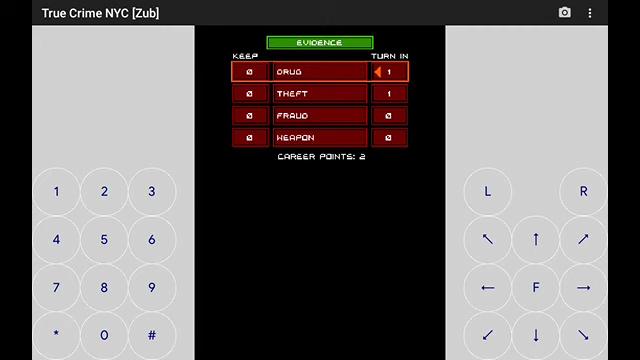 True Crime NYC [Zub]
EVIDENCE
KEEP TURN IN
0 DRUG 1
0 THEFT 1
0 FRAUD 0
0 WEAPON 0
CAREER POINTS: 2
1 2 3 L R
4 5 6 ↖ ↑ ↗
7 8 9 ← F →
* 0 # ↙ ↓ ↘